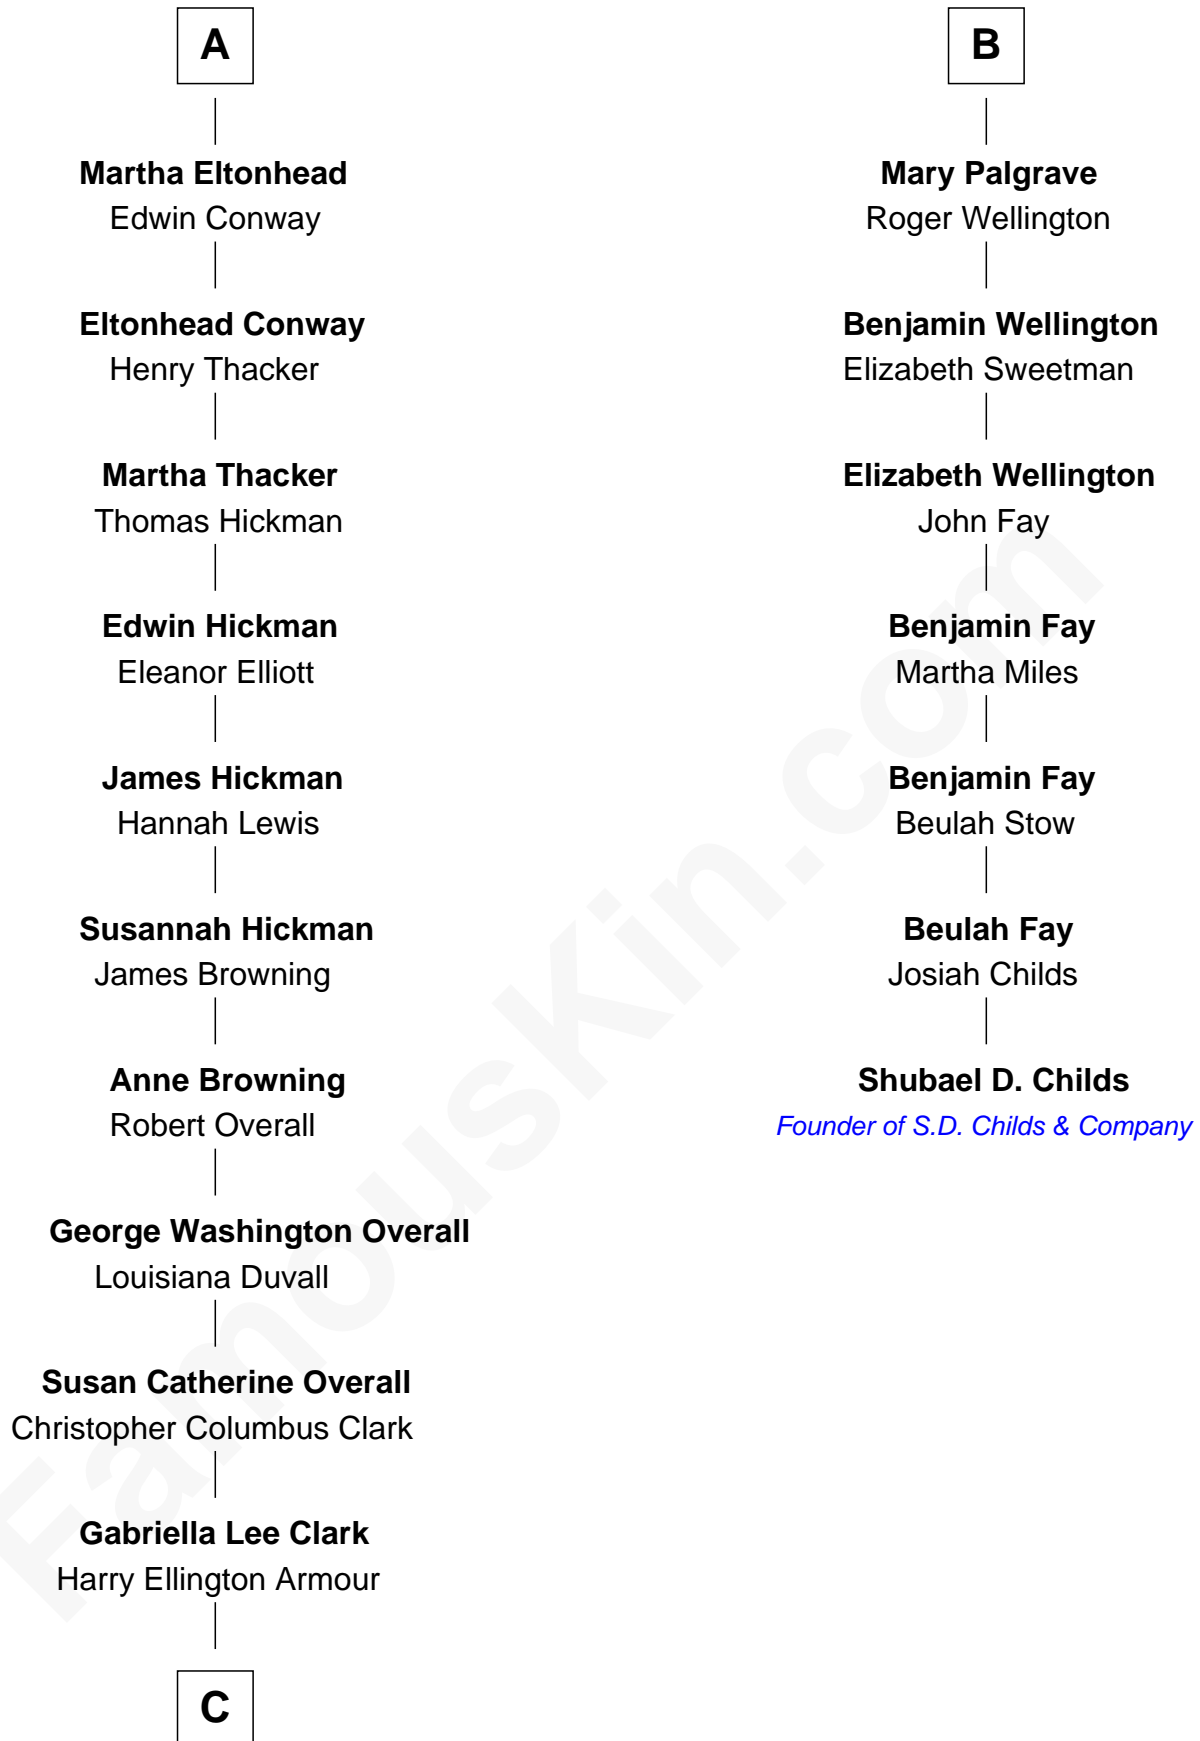 A
Martha Eltonhead
Edwin Conway
Eltonhead Conway
Henry Thacker
Martha Thacker
Thomas Hickman
Edwin Hickman
Eleanor Elliott
James Hickman
Hannah Lewis
Susannah Hickman
James Browning
Anne Browning
Robert Overall
George Washington Overall
Louisiana Duvall
Susan Catherine Overall
Christopher Columbus Clark
Gabriella Lee Clark
Harry Ellington Armour
C
B
Mary Palgrave
Roger Wellington
Benjamin Wellington
Elizabeth Sweetman
Elizabeth Wellington
John Fay
Benjamin Fay
Martha Miles
Benjamin Fay
Beulah Stow
Beulah Fay
Josiah Childs
Shubael D. Childs
Founder of S.D. Childs & Company
FamousKin.com